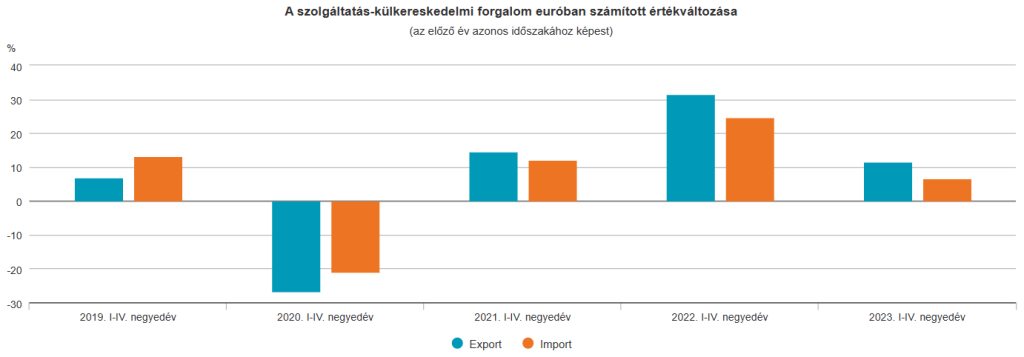 A szolgáltatás-külkereskedelmi forgalom euróban számított értékváltozása
(az előző év azonos időszakához képest)
%
40
30
20
10
0
-10
-20
-30
2019. I-IV. negyedév 2020. I-IV. negyedév 2021. I-IV. negyedév 2022. I-IV. negyedév 2023. I-IV. negyedév
Export Import